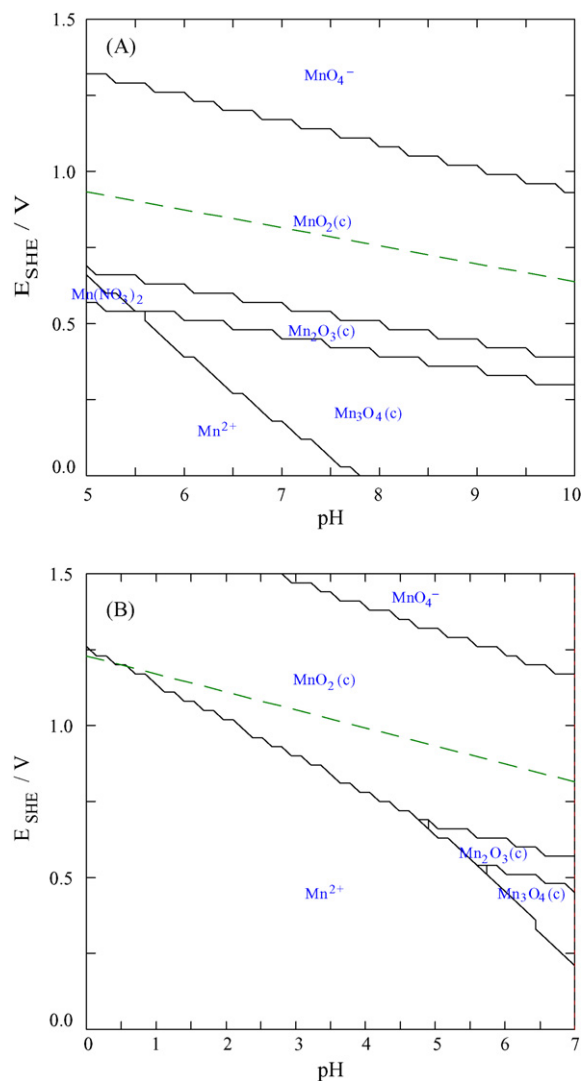 (A)
MnO₄⁻
MnO₂(c)
Mn(NO₃)₂
Mn₂O₃(c)
Mn₃O₄(c)
Mn²⁺
E_SHE / V
1.5
1.0
0.5
0.0
5 6 7 8 9 10
pH
(B)
MnO₄⁻
MnO₂(c)
Mn₂O₃(c)
Mn₃O₄(c)
Mn²⁺
E_SHE / V
1.5
1.0
0.5
0.0
0 1 2 3 4 5 6 7
pH